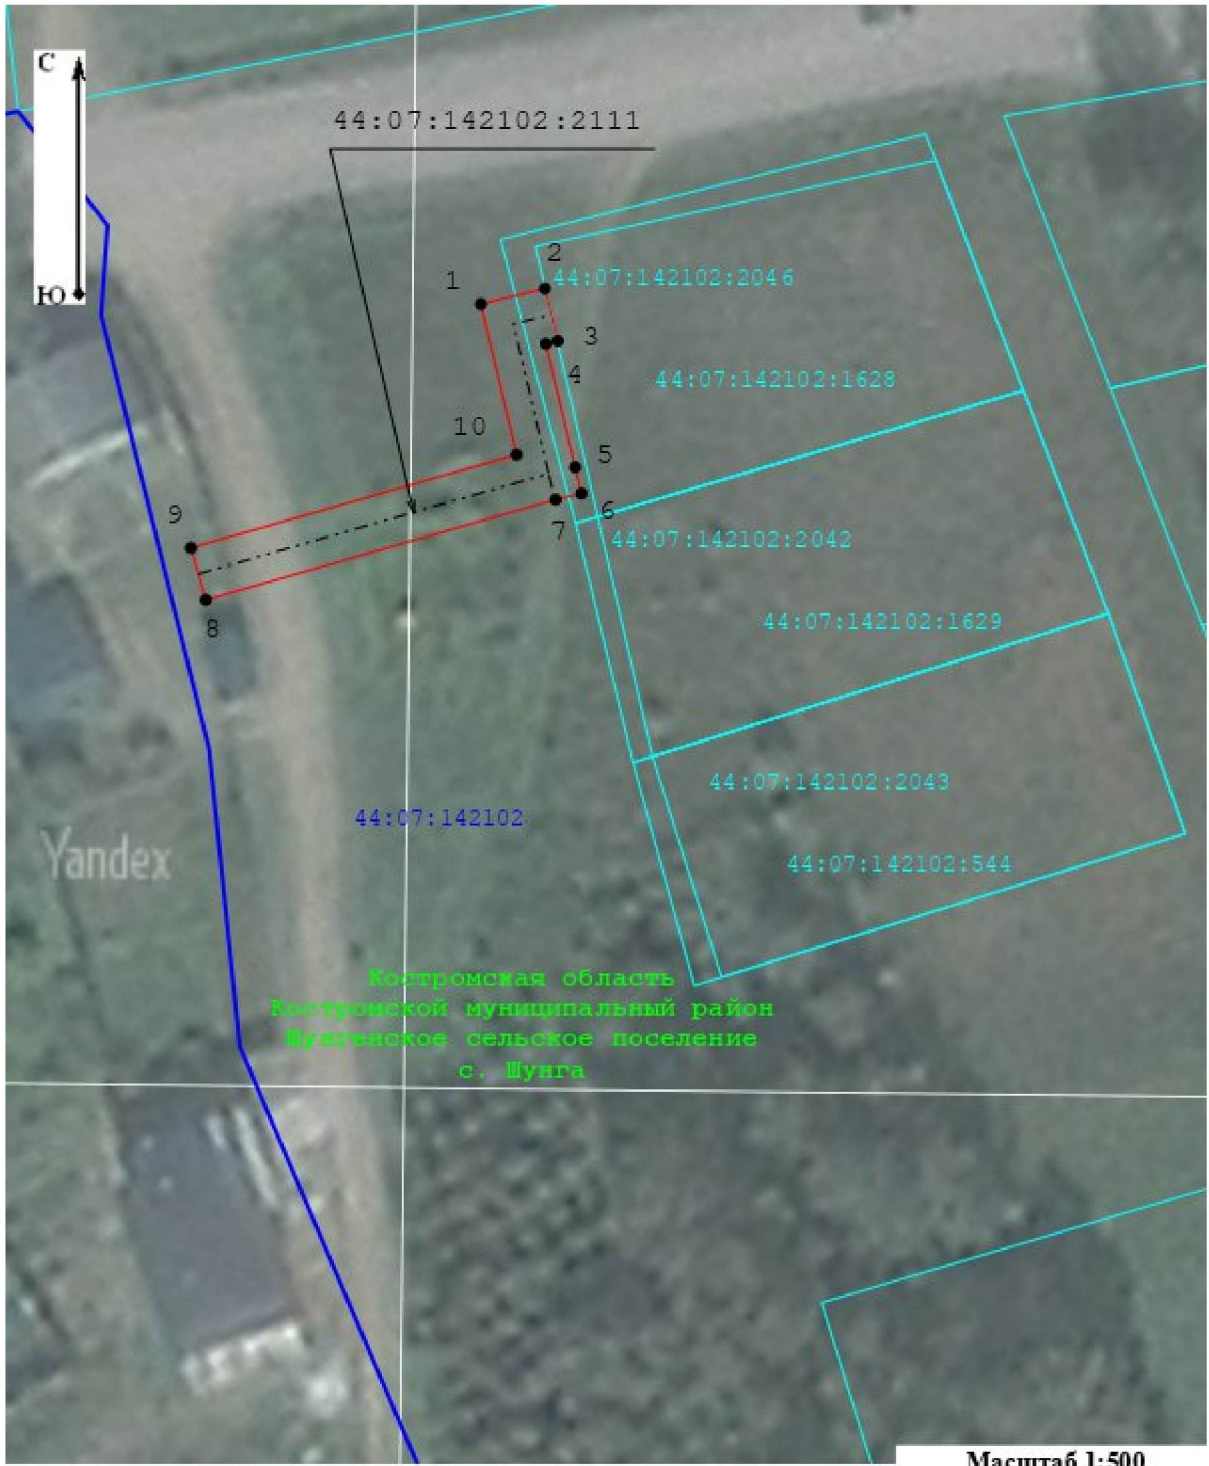 С
44:07:142102:2111
2
44:07:142102:2046
1
Ю
3
4
44:07:142102:1628
10
5
9
6
7
44:07:142102:2042
8
44:07:142102:1629
44:07:142102:2043
44:07:142102
Yandex
44:07:142102:544
Костромская область
Костромской муниципальный район
Шунгенское сельское поселение
с. Шунга
Масштаб 1:500